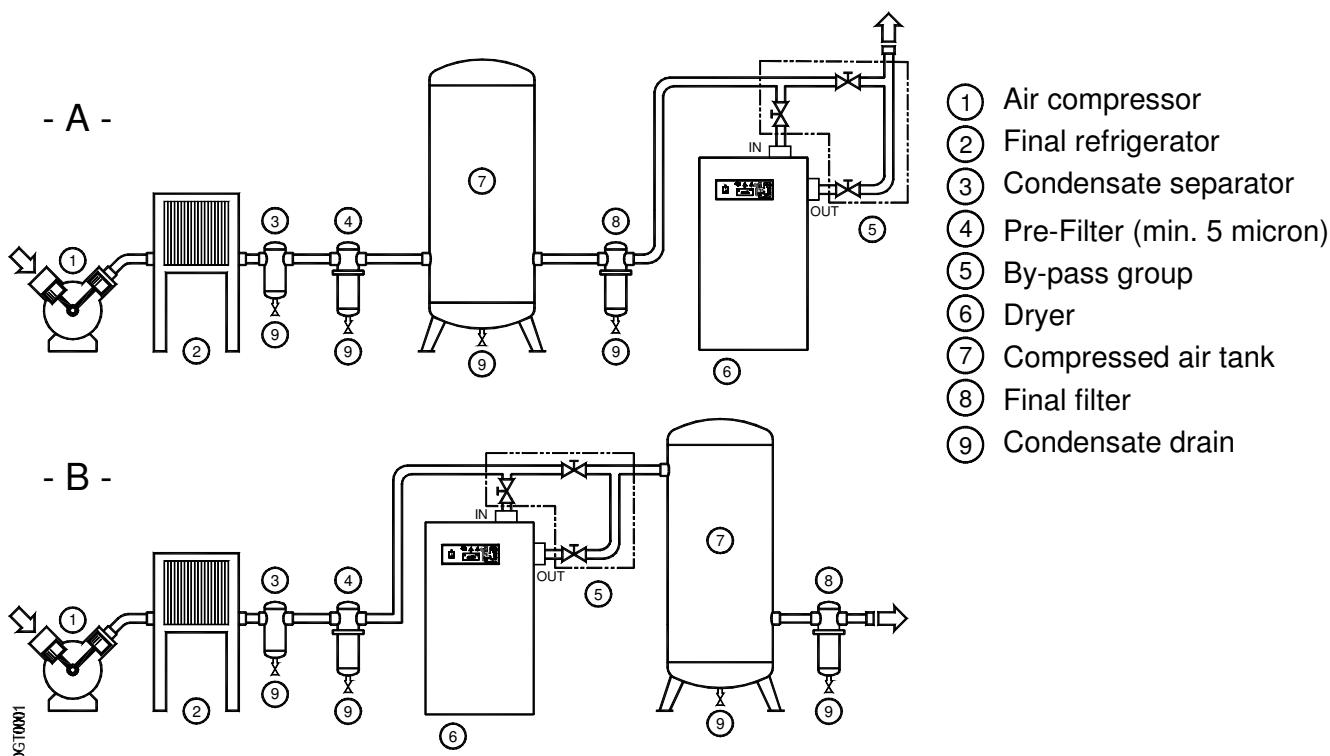 - A -
1
2
3
9
4
9
7
9
8
9
IN
OUT
5
6
1 Air compressor
2 Final refrigerator
3 Condensate separator
4 Pre-Filter (min. 5 micron)
5 By-pass group
6 Dryer
7 Compressed air tank
8 Final filter
9 Condensate drain
- B -
1
2
3
9
4
9
IN
OUT
5
6
7
9
8
9